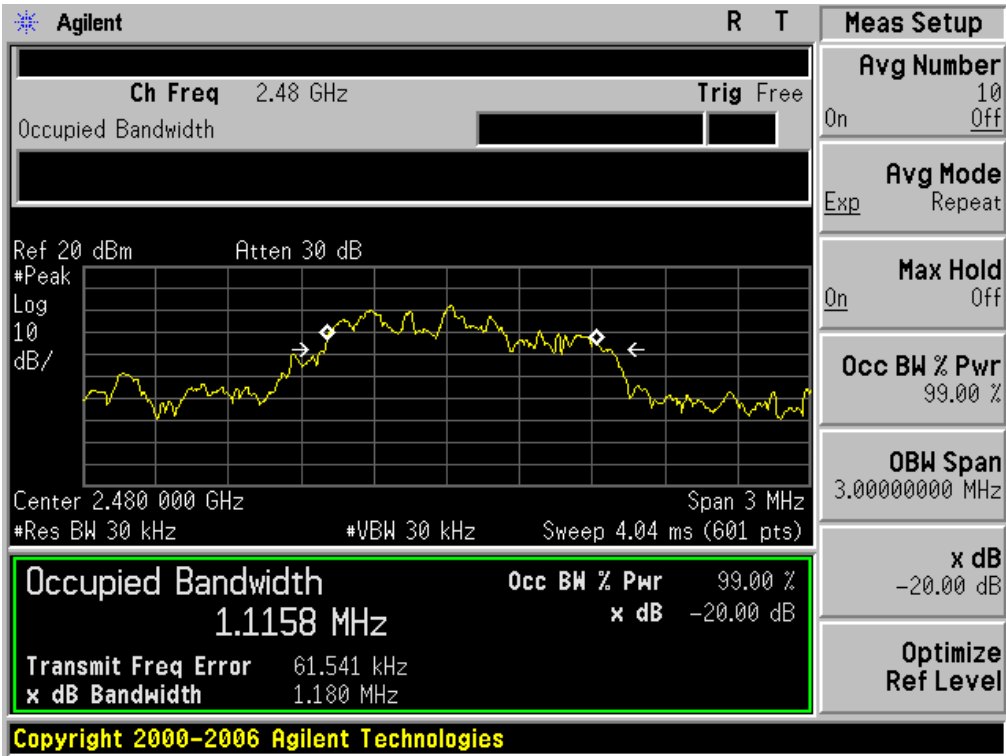 Agilent
R T
Meas Setup
Ch Freq 2.48 GHz
Trig Free
Occupied Bandwidth
Ref 20 dBm
Atten 30 dB
#Peak
Log
10
dB/
Center 2.480 000 GHz
Span 3 MHz
#Res BW 30 kHz
#VBW 30 kHz
Sweep 4.04 ms (601 pts)
Occupied Bandwidth
1.1158 MHz
Occ BW % Pwr 99.00 %
x dB -20.00 dB
Transmit Freq Error 61.541 kHz
x dB Bandwidth 1.180 MHz
Avg Number
10
On Off
Avg Mode
Exp Repeat
Max Hold
On Off
Occ BW % Pwr
99.00 %
OBW Span
3.00000000 MHz
x dB
-20.00 dB
Optimize
Ref Level
Copyright 2000-2006 Agilent Technologies